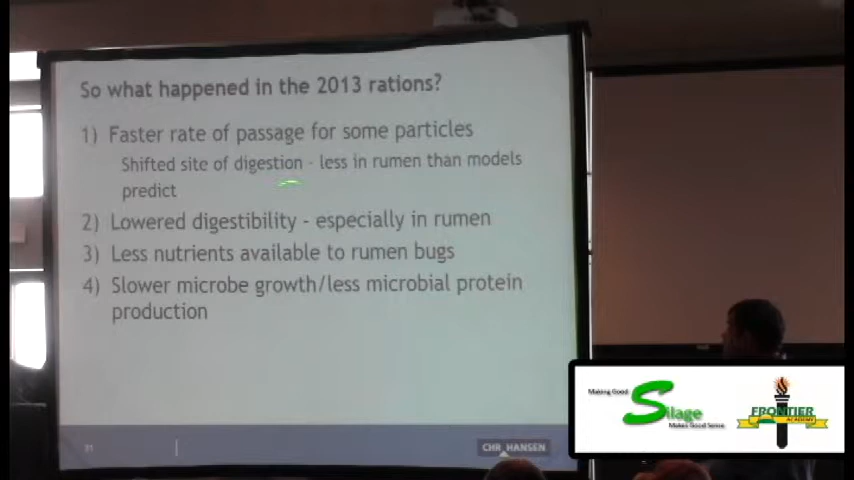 So what happened in the 2013 rations?
1) Faster rate of passage for some particles
Shifted site of digestion - less in rumen than models
predict
2) Lowered digestibility - especially in rumen
3) Less nutrients available to rumen bugs
4) Slower microbe growth/less microbial protein
production
31
CHR HANSEN
Making Good
Silage
Makes Good Sense
FRONTIER
ACADEMY